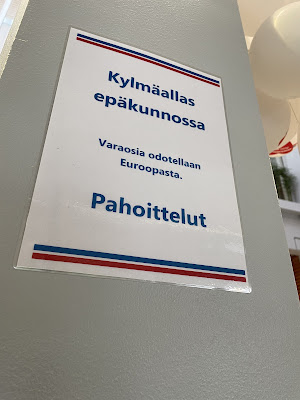 Kylmäallas
epäkunnossa
Varaosia odotellaan
Euroopasta.
Pahoittelut